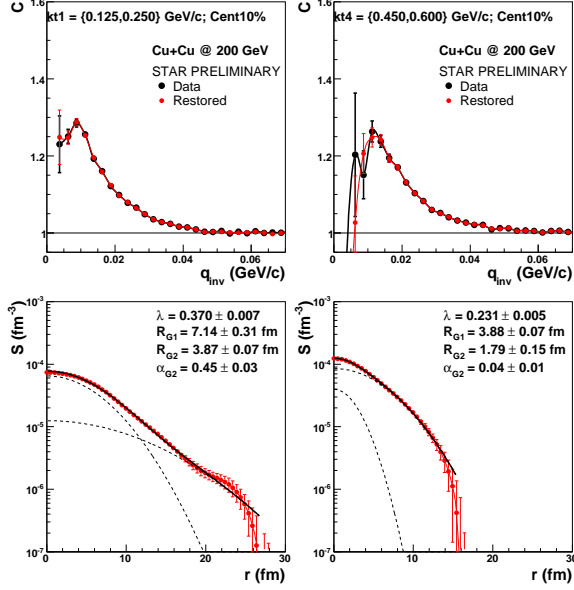 kt1 = {0.125,0.250} GeV/c; Cent10%
C
1.6
Cu+Cu @ 200 GeV
STAR PRELIMINARY
Data
Restored
1.4
1.2
1
0 0.02 0.04 0.06
q_inv (GeV/c)
kt4 = {0.450,0.600} GeV/c; Cent10%
C
1.6
Cu+Cu @ 200 GeV
STAR PRELIMINARY
Data
Restored
1.4
1.2
1
0 0.02 0.04 0.06
q_inv (GeV/c)
S (fm⁻³)
10⁻³
λ = 0.370 ± 0.007
R_G1 = 7.14 ± 0.31 fm
R_G2 = 3.87 ± 0.07 fm
α_G2 = 0.45 ± 0.03
10⁻⁴
10⁻⁵
10⁻⁶
10⁻⁷
0 10 20 30
r (fm)
S (fm⁻³)
10⁻³
λ = 0.231 ± 0.005
R_G1 = 3.88 ± 0.07 fm
R_G2 = 1.79 ± 0.15 fm
α_G2 = 0.04 ± 0.01
10⁻⁴
10⁻⁵
10⁻⁶
10⁻⁷
0 10 20 30
r (fm)